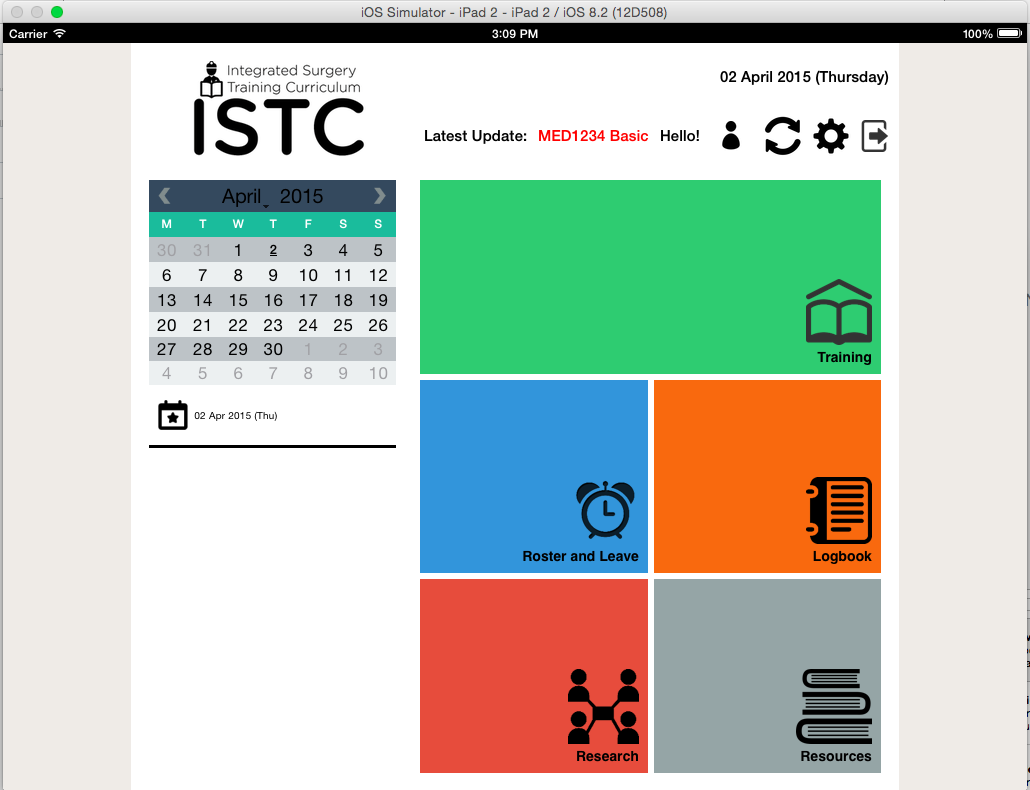 iOS Simulator - iPad 2 - iPad 2 / iOS 8.2 (12D508)
Carrier 3:09 PM 100%
Integrated Surgery
Training Curriculum
ISTC
02 April 2015 (Thursday)
Latest Update: MED1234 Basic Hello!
April 2015
M T W T F S S
30 31 1 2 3 4 5
6 7 8 9 10 11 12
13 14 15 16 17 18 19
20 21 22 23 24 25 26
27 28 29 30 1 2 3
4 5 6 7 8 9 10
02 Apr 2015 (Thu)
Training
Roster and Leave
Logbook
Research
Resources